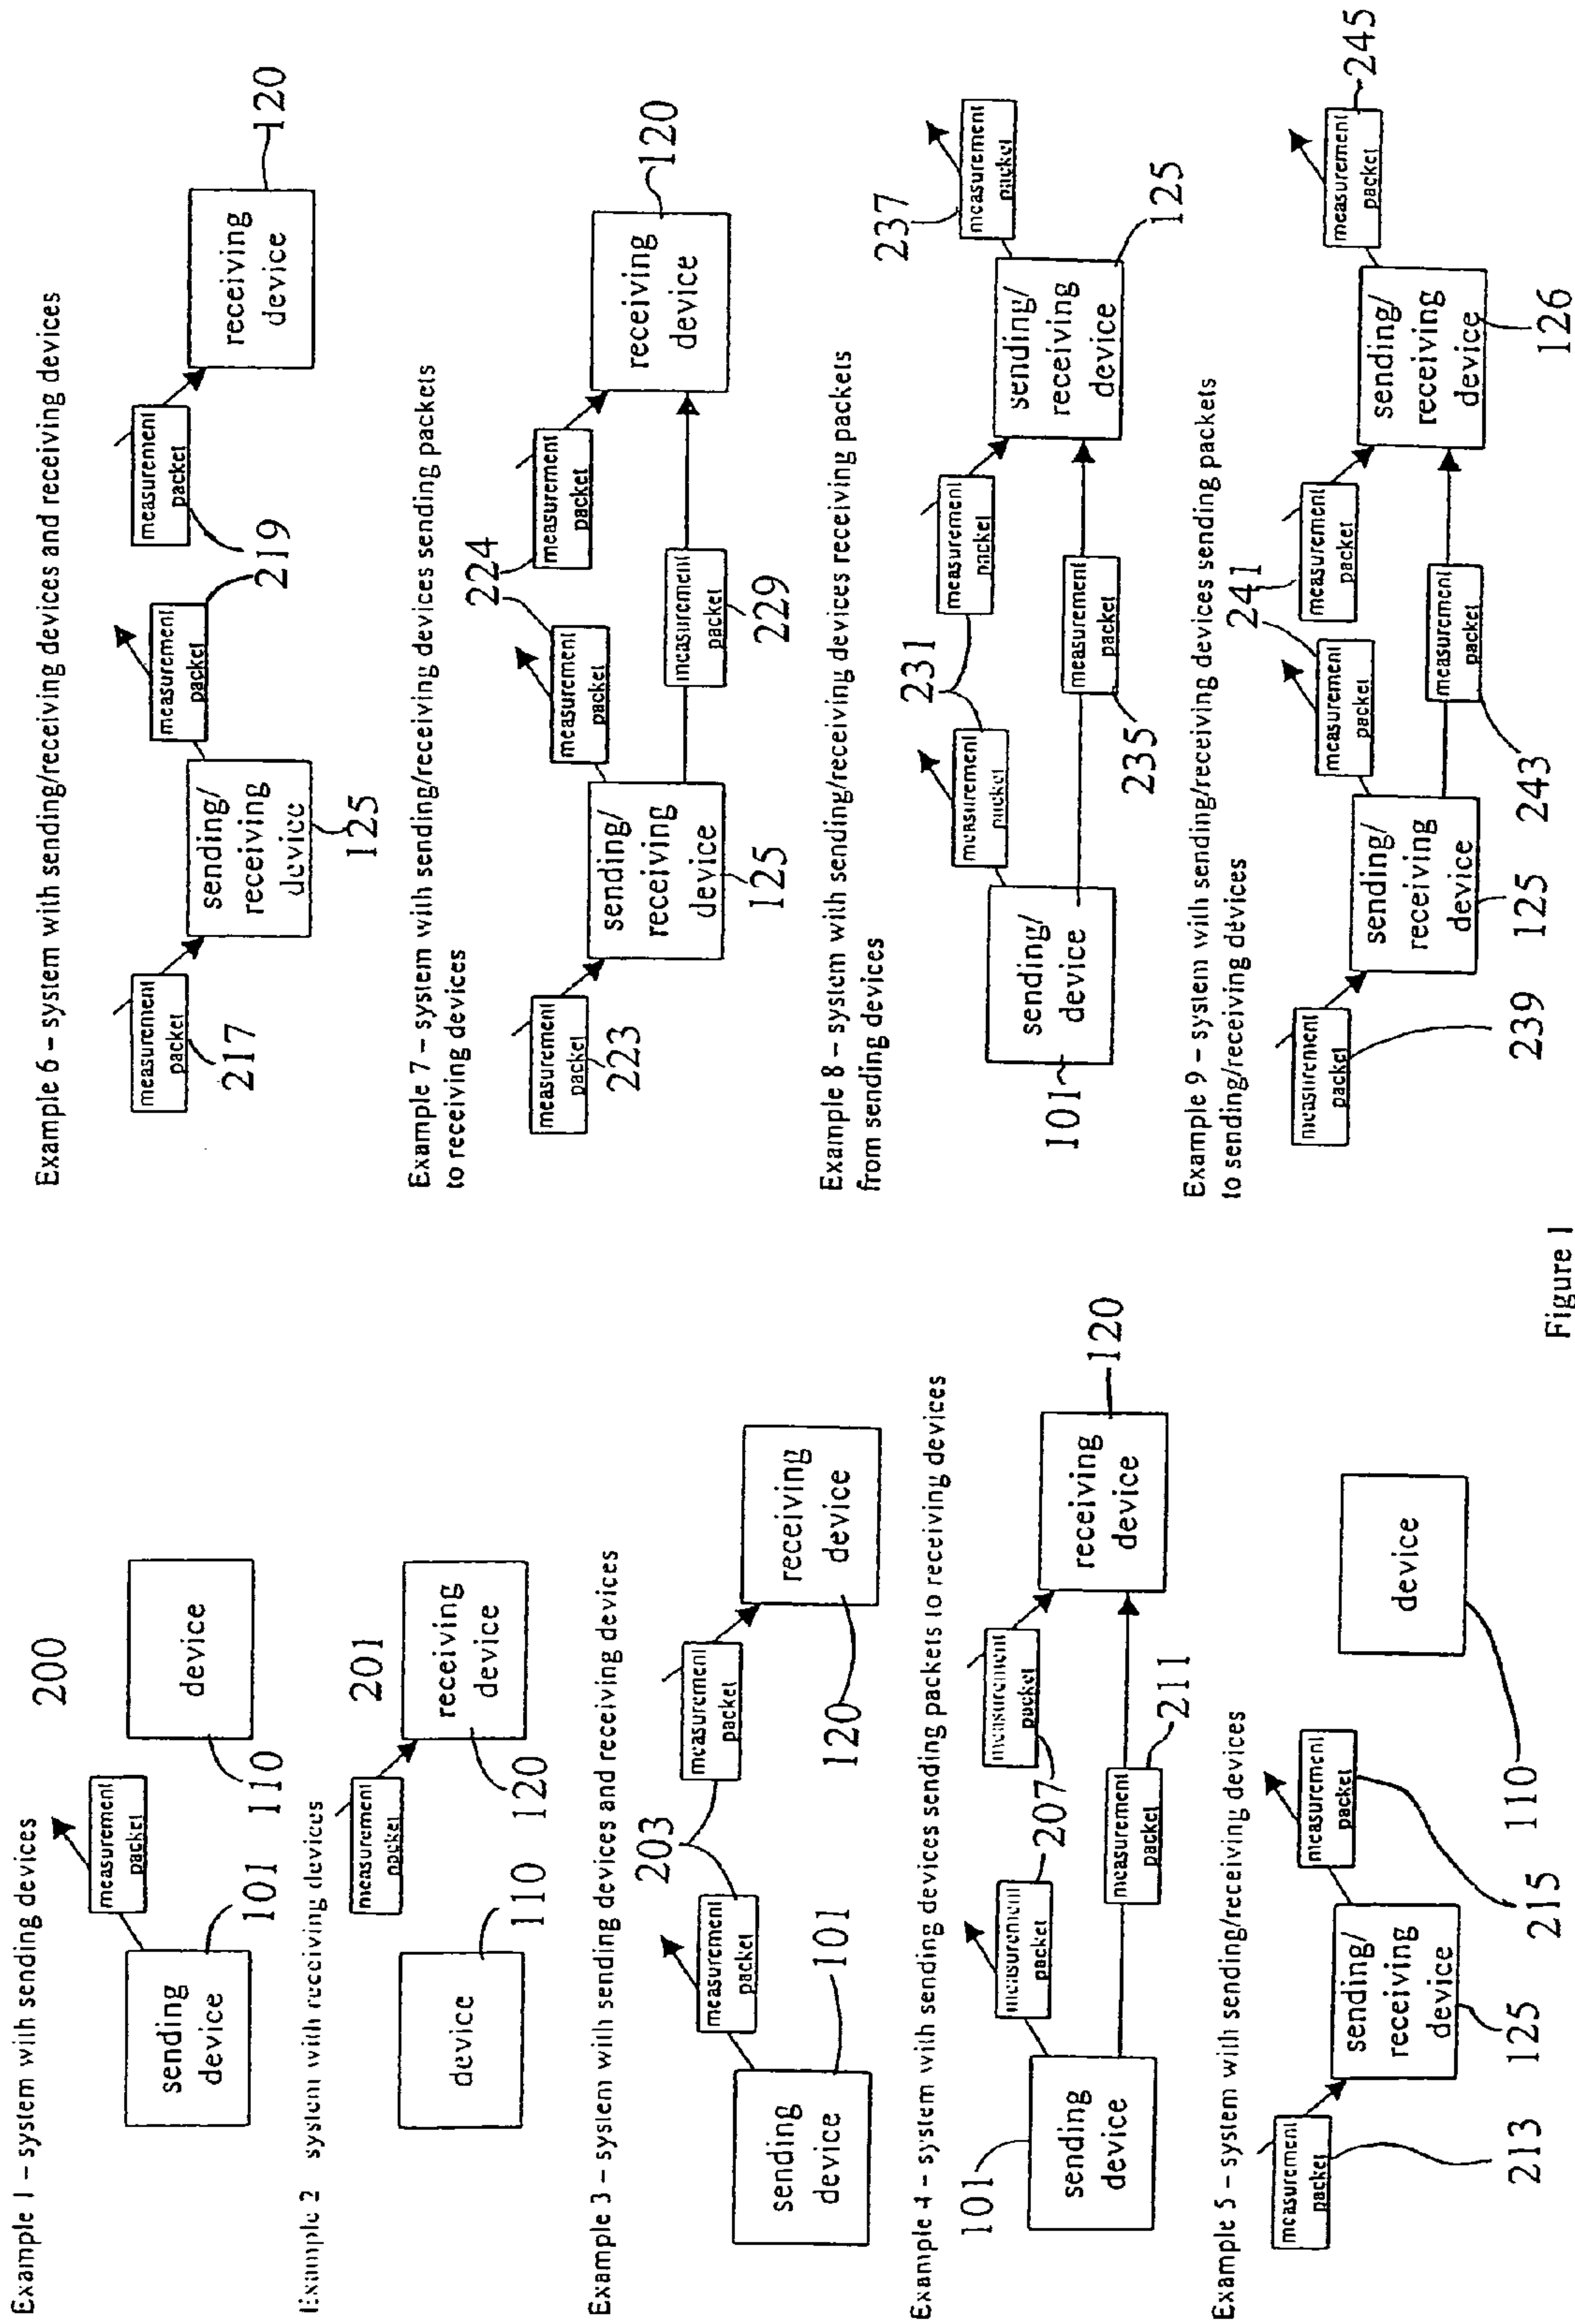 Example 1 – system with sending devices
200
measurement
packet
sending
device
device
101
110
Example 2 system with receiving devices
201
measurement
packet
device
receiving
device
110
120
Example 3 – system with sending devices and receiving devices
203
measurement
packet
measurement
packet
sending
device
receiving
device
101
120
Example 4 – system with sending devices sending packets to receiving devices
101
measurement
packet
measurement
packet
207
sending
device
receiving
device
120
measurement
packet
211
Example 5 – system with sending/receiving devices
measurement
packet
measurement
packet
sending/
receiving
device
device
213
125
215
110
Example 6 – system with sending/receiving devices and receiving devices
measurement
packet
measurement
packet
measurement
packet
217
219
sending/
receiving
device
receiving
device
125
120
Example 7 – system with sending/receiving devices sending packets
to receiving devices
224
measurement
packet
measurement
packet
measurement
packet
223
sending/
receiving
device
receiving
device
120
measurement
packet
125
229
Example 8 – system with sending/receiving devices receiving packets
from sending devices
231
237
measurement
packet
measurement
packet
measurement
packet
sending/
device
sending/
receiving
device
101
measurement
packet
235
125
Example 9 – system with sending/receiving devices sending packets
to sending/receiving devices
241
measurement
packet
measurement
packet
measurement
packet
measurement
packet
245
sending/
receiving
device
sending/
receiving
device
measurement
packet
239
125
243
126
Figure 1